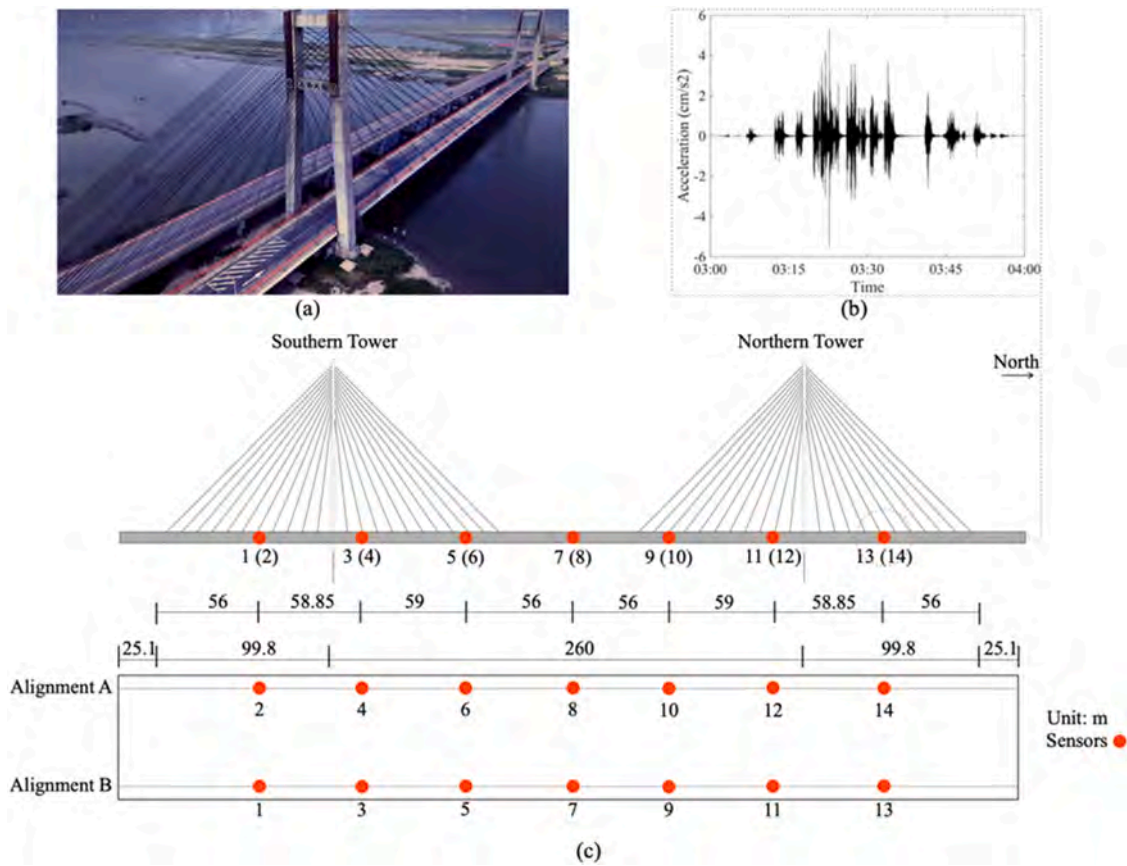 6
4
2
0
-2
-4
-6
Acceleration (cm/s2)
03:00 03:15 03:30 03:45 04:00
Time
(a) (b)
Southern Tower Northern Tower
North
1 (2) 3 (4) 5 (6) 7 (8) 9 (10) 11 (12) 13 (14)
56 58.85 59 56 56 59 58.85 56
25.1 99.8 260 99.8 25.1
Alignment A
2 4 6 8 10 12 14
Unit: m
Sensors
Alignment B
1 3 5 7 9 11 13
(c)